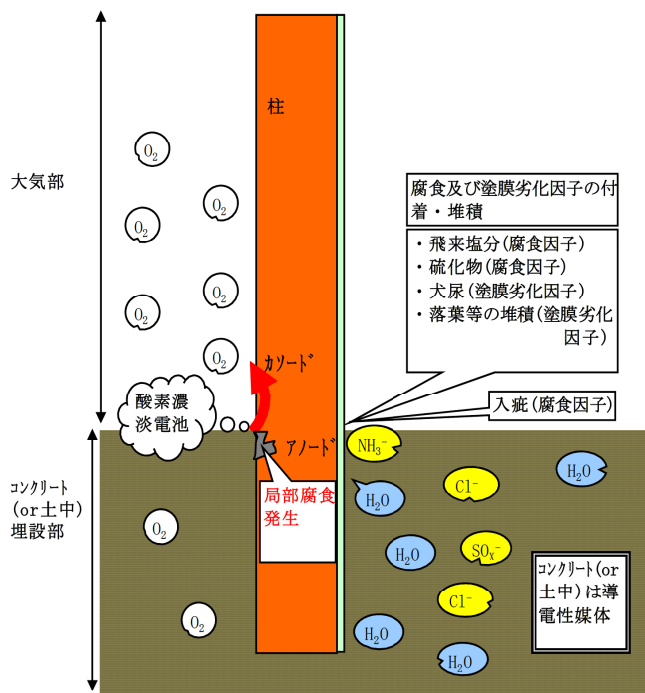 柱
大気部
O₂
O₂
O₂
O₂
O₂
O₂
腐食及び塗膜劣化因子の付
着・堆積
・飛来塩分(腐食因子)
・硫化物(腐食因子)
・犬尿(塗膜劣化因子)
・落葉等の堆積(塗膜劣化
因子)
カソード
酸素濃
淡電池
入疵(腐食因子)
アノード
局部腐食
発生
コンクリート
(or土中)
埋設部
O₂
O₂
NH₃⁻
H₂O
Cl⁻
H₂O
H₂O
SOₓ⁻
Cl⁻
H₂O
H₂O
コンクリート(or
土中)は導
電性媒体